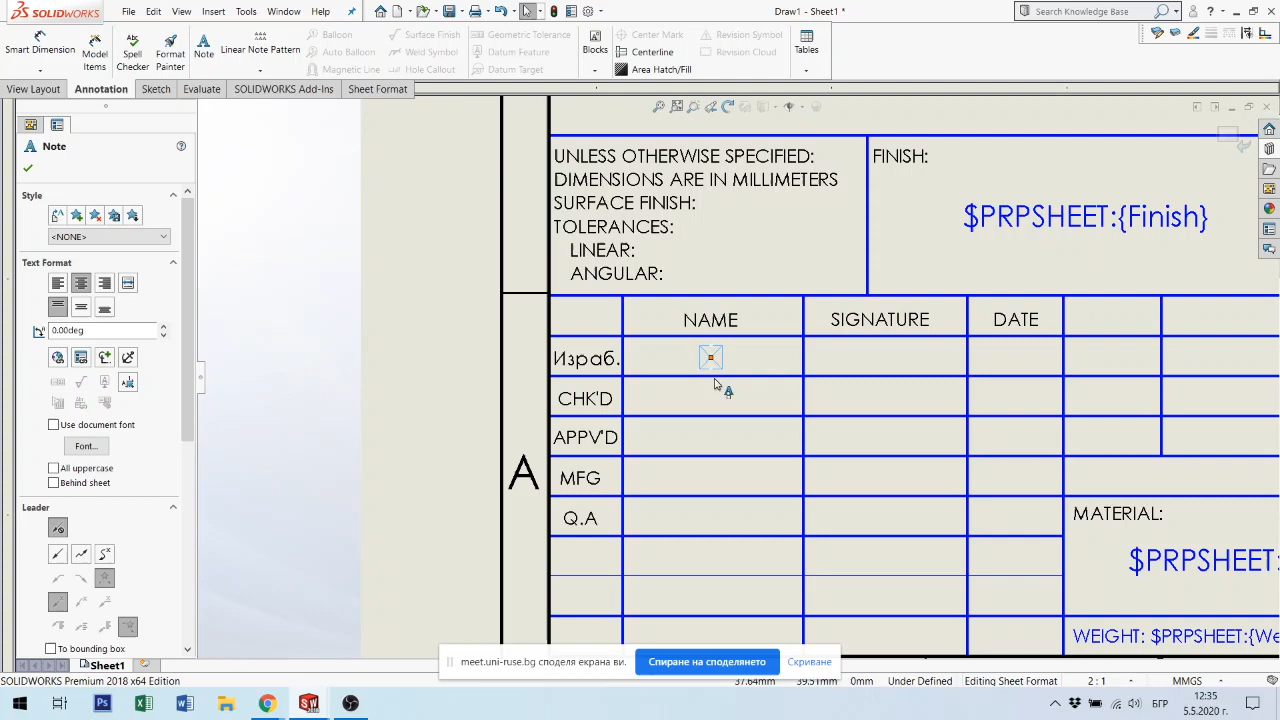 SOLIDWORKS
File Edit View Insert Tools Window Help
Draw1 - Sheet1 *
Search Knowledge Base
Smart Dimension
Model Items
Spell Checker
Format Painter
Note
Linear Note Pattern
Balloon
Auto Balloon
Magnetic Line
Surface Finish
Weld Symbol
Hole Callout
Geometric Tolerance
Datum Feature
Datum Target
Blocks
Center Mark
Centerline
Area Hatch/Fill
Revision Symbol
Revision Cloud
Tables
View Layout Annotation Sketch Evaluate SOLIDWORKS Add-Ins Sheet Format
Note
Style
<NONE>
Text Format
0.00deg
Use document font
Font...
All uppercase
Behind sheet
Leader
To bounding box
UNLESS OTHERWISE SPECIFIED:
DIMENSIONS ARE IN MILLIMETERS
SURFACE FINISH:
TOLERANCES:
LINEAR:
ANGULAR:
FINISH:
$PRPSHEET:{Finish}
NAME SIGNATURE DATE
Израб.
CHK'D
APPV'D
MFG
Q.A
A
MATERIAL:
$PRPSHEET:
WEIGHT: $PRPSHEET:{We
Sheet1
meet.uni-ruse.bg споделя екрана ви. Спиране на споделянето Скриване
SOLIDWORKS Premium 2018 x64 Edition
37.64mm 39.51mm 0mm Under Defined Editing Sheet Format 2 : 1 MMGS
БГР
12:35
5.5.2020 г.